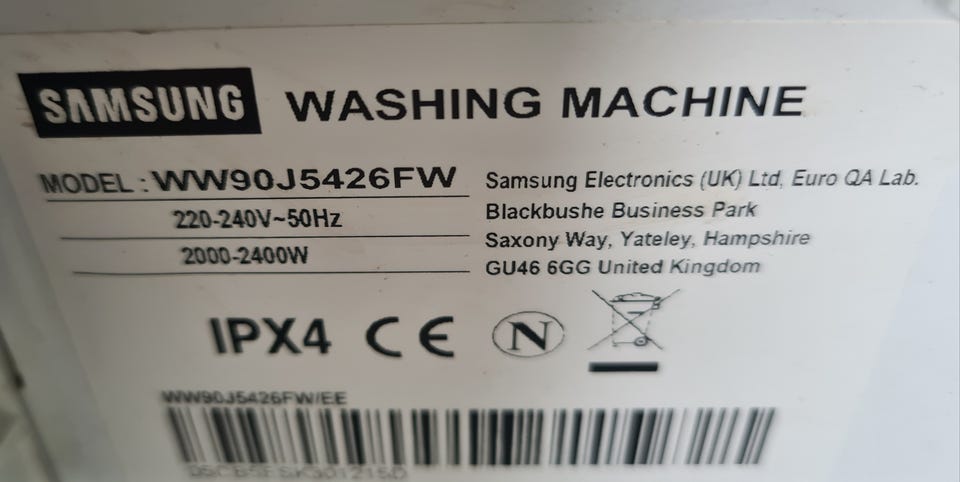 SAMSUNG WASHING MACHINE
MODEL : WW90J5426FW
220-240V~50Hz
2000-2400W
Samsung Electronics (UK) Ltd, Euro QA Lab.
Blackbushe Business Park
Saxony Way, Yateley, Hampshire
GU46 6GG United Kingdom
IPX4 CE N
WW90J5426FW/EE